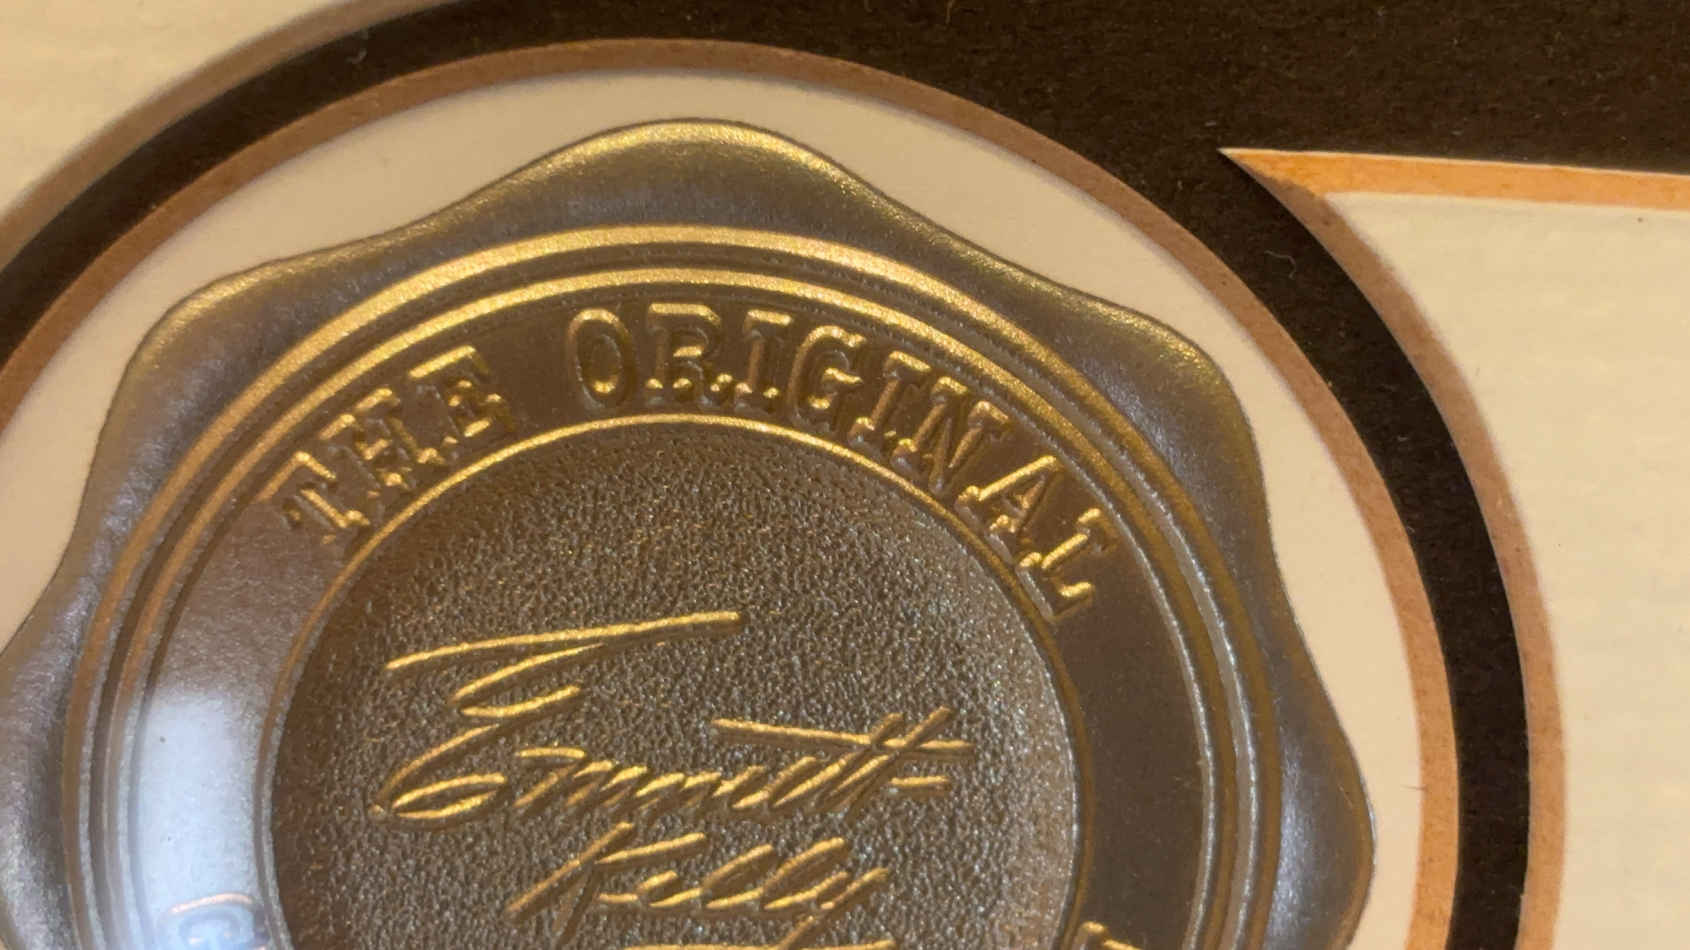 THE ORIGINAL
Emmett
Kelly